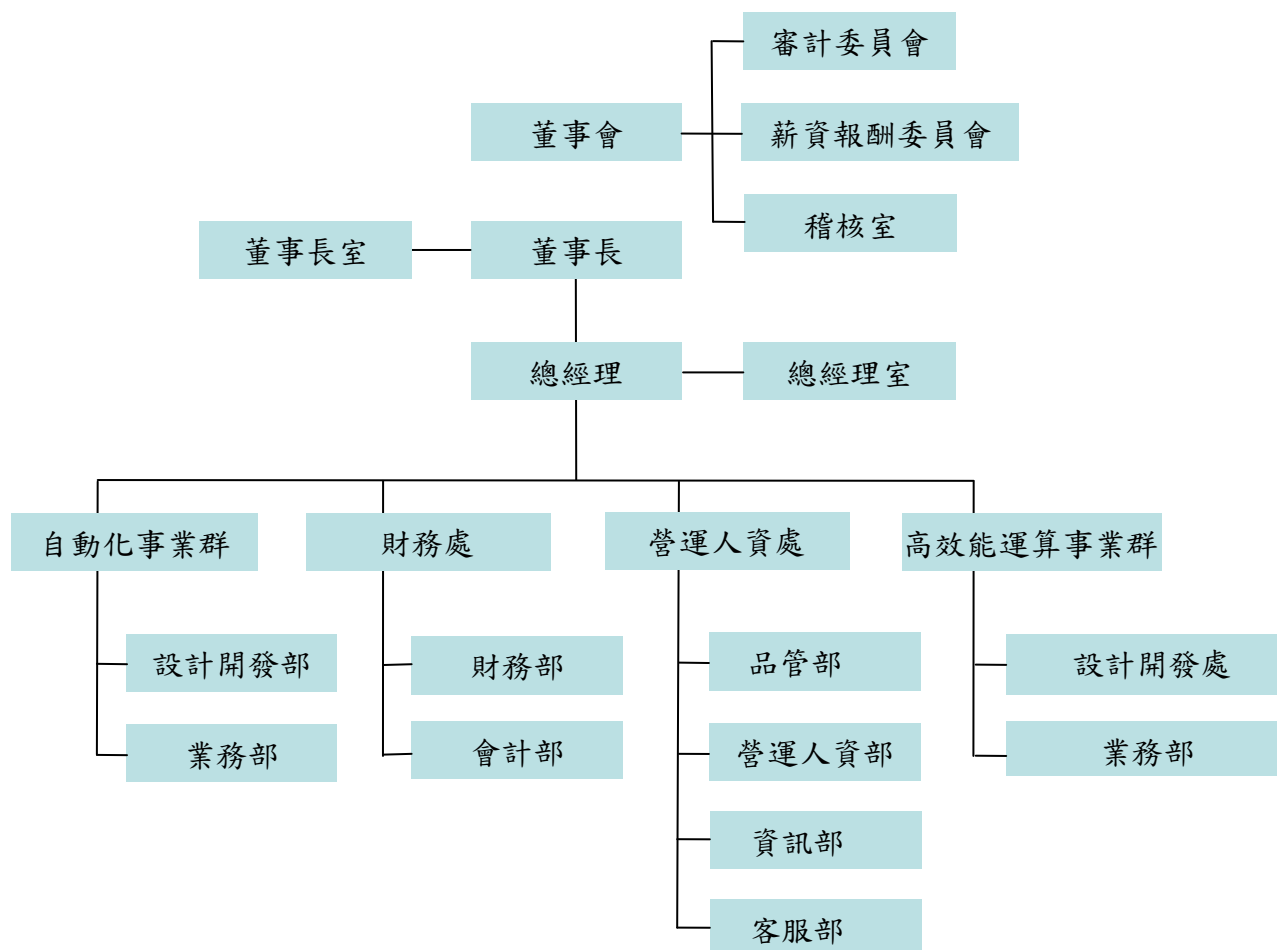 審計委員會
董事會
薪資報酬委員會
稽核室
董事長室
董事長
總經理
總經理室
自動化事業群
財務處
營運人資處
高效能運算事業群
設計開發部
財務部
品管部
設計開發處
業務部
會計部
營運人資部
業務部
資訊部
客服部